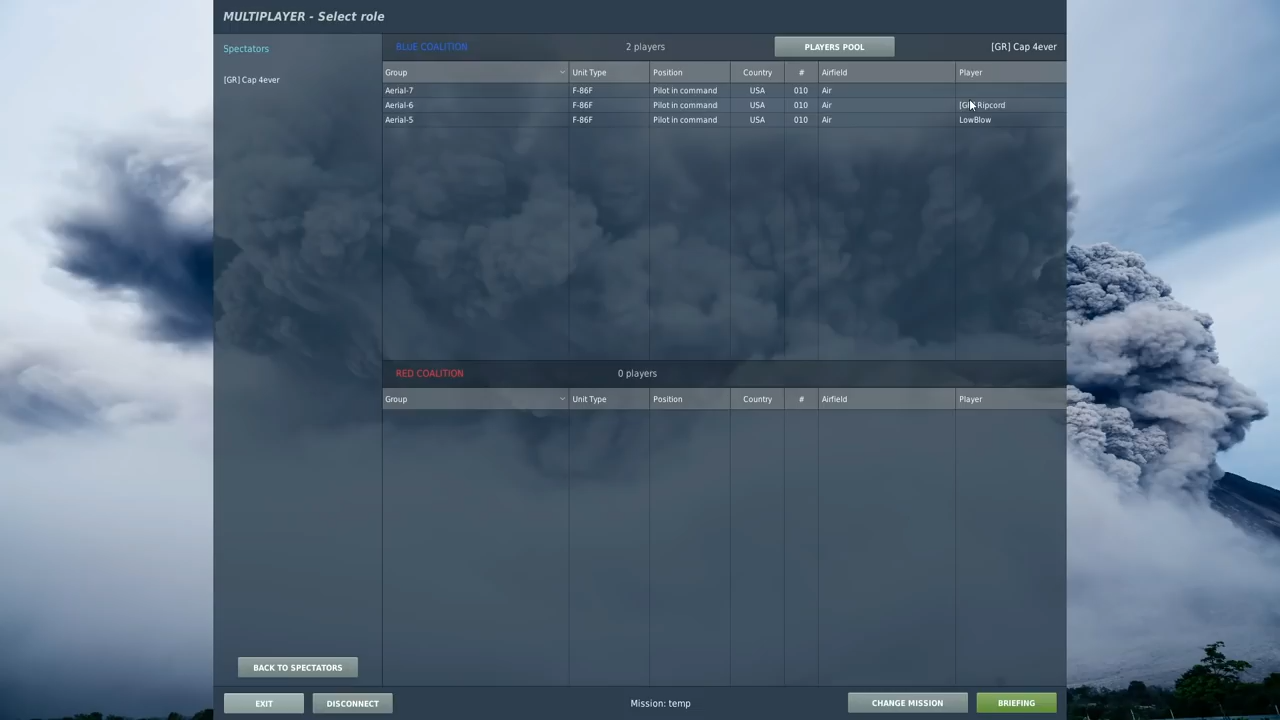 MULTIPLAYER - Select role
Spectators
[GR] Cap 4ever
BLUE COALITION 2 players PLAYERS POOL [GR] Cap 4ever
Group Unit Type Position Country # Airfield Player
Aerial-7 F-86F Pilot in command USA 010 Air
Aerial-6 F-86F Pilot in command USA 010 Air Ripcord
Aerial-5 F-86F Pilot in command USA 010 Air LowBlow
RED COALITION 0 players
Group Unit Type Position Country # Airfield Player
BACK TO SPECTATORS
EXIT DISCONNECT Mission: temp CHANGE MISSION BRIEFING